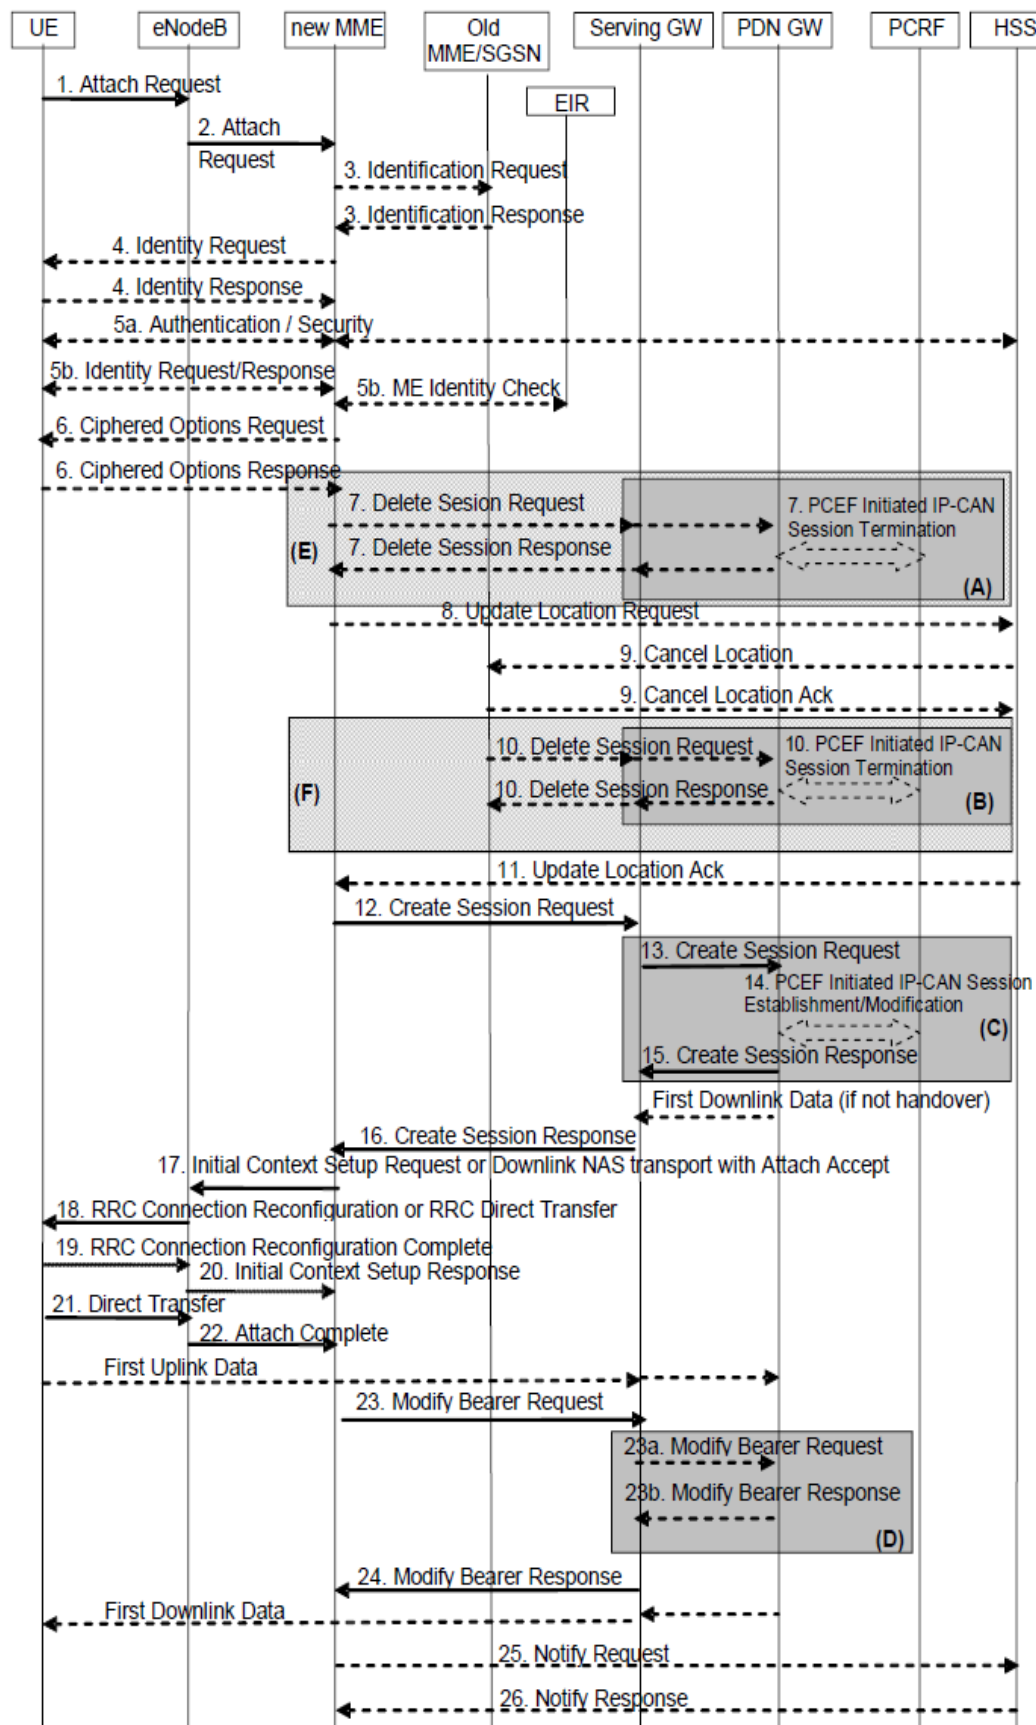 UE
eNodeB
new MME
Old
MME/SGSN
Serving GW
PDN GW
PCRF
HSS
EIR
1. Attach Request
2. Attach
Request
3. Identification Request
3. Identification Response
4. Identity Request
4. Identity Response
5a. Authentication / Security
5b. Identity Request/Response
5b. ME Identity Check
6. Ciphered Options Request
6. Ciphered Options Response
7. Delete Sesion Request
7. PCEF Initiated IP-CAN
Session Termination
(E)
7. Delete Session Response
(A)
8. Update Location Request
9. Cancel Location
9. Cancel Location Ack
10. Delete Session Request
10. PCEF Initiated IP-CAN
Session Termination
(F)
10. Delete Session Response
(B)
11. Update Location Ack
12. Create Session Request
13. Create Session Request
14. PCEF Initiated IP-CAN Session
Establishment/Modification
(C)
15. Create Session Response
First Downlink Data (if not handover)
16. Create Session Response
17. Initial Context Setup Request or Downlink NAS transport with Attach Accept
18. RRC Connection Reconfiguration or RRC Direct Transfer
19. RRC Connection Reconfiguration Complete
20. Initial Context Setup Response
21. Direct Transfer
22. Attach Complete
First Uplink Data
23. Modify Bearer Request
23a. Modify Bearer Request
23b. Modify Bearer Response
(D)
24. Modify Bearer Response
First Downlink Data
25. Notify Request
26. Notify Response